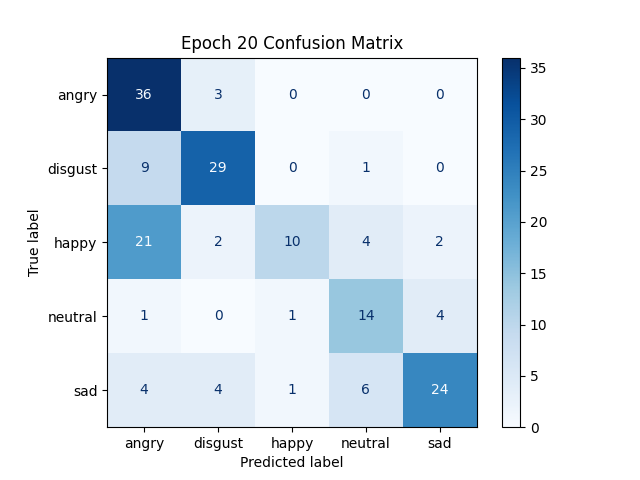 Epoch 20 Confusion Matrix
True label
angry 36 3 0 0 0
disgust 9 29 0 1 0
happy 21 2 10 4 2
neutral 1 0 1 14 4
sad 4 4 1 6 24
angry disgust happy neutral sad
Predicted label
35
30
25
20
15
10
5
0